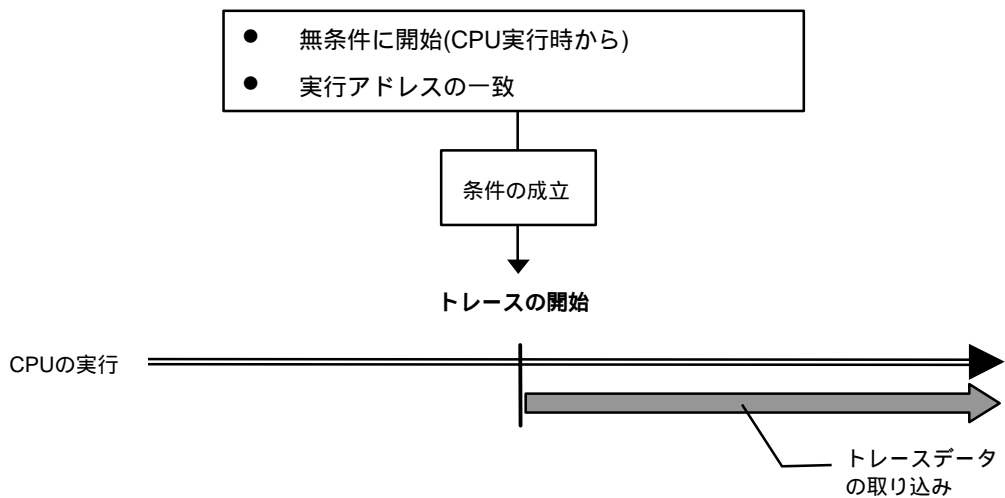 ● 無条件に開始(CPU実行時から)
● 実行アドレスの一致
条件の成立
トレースの開始
CPUの実行
トレースデータ
の取り込み